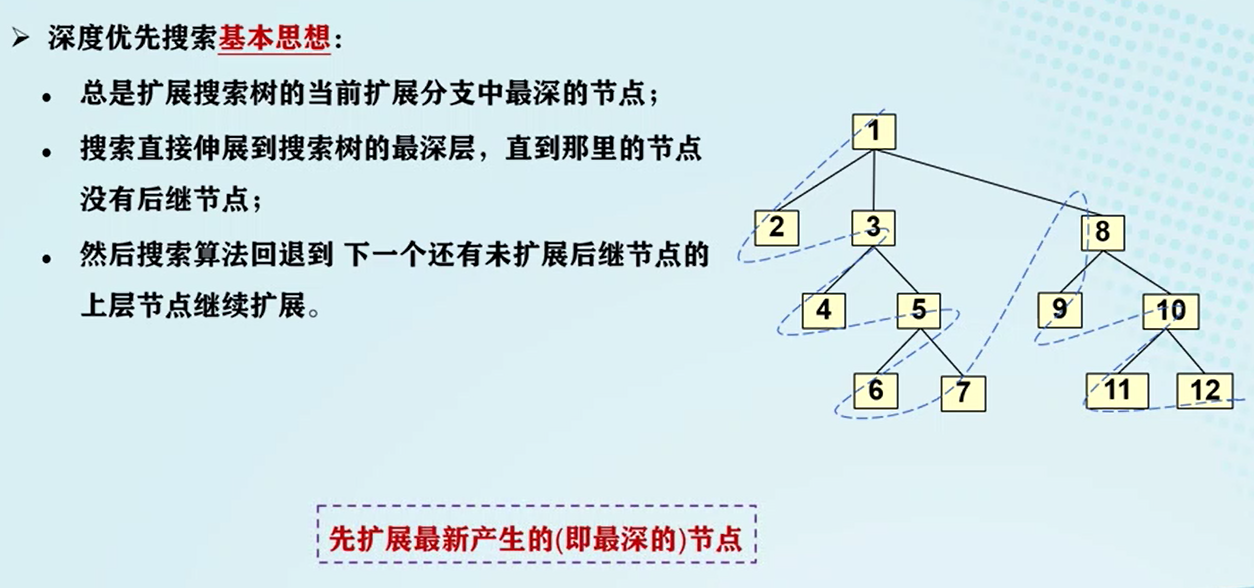 ➢ 深度优先搜索基本思想：
• 总是扩展搜索树的当前扩展分支中最深的节点；
• 搜索直接伸展到搜索树的最深层，直到那里的节点
没有后继节点；
• 然后搜索算法回退到 下一个还有未扩展后继节点的
上层节点继续扩展。
1
2 3 8
4 5 9 10
6 7 11 12
先扩展最新产生的(即最深的)节点